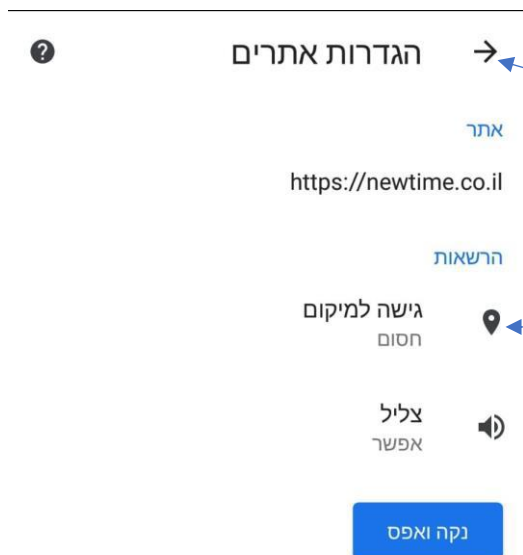 הגדרות אתרים
אתר
https://newtime.co.il
הרשאות
גישה למיקום
חסום
צליל
אפשר
נקה ואפס